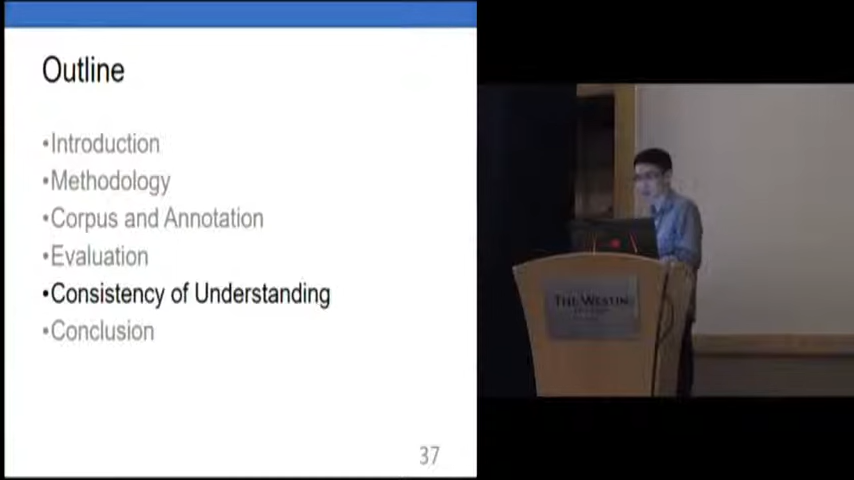 Outline
•Introduction
•Methodology
•Corpus and Annotation
•Evaluation
•Consistency of Understanding
•Conclusion
37
THE WESTIN